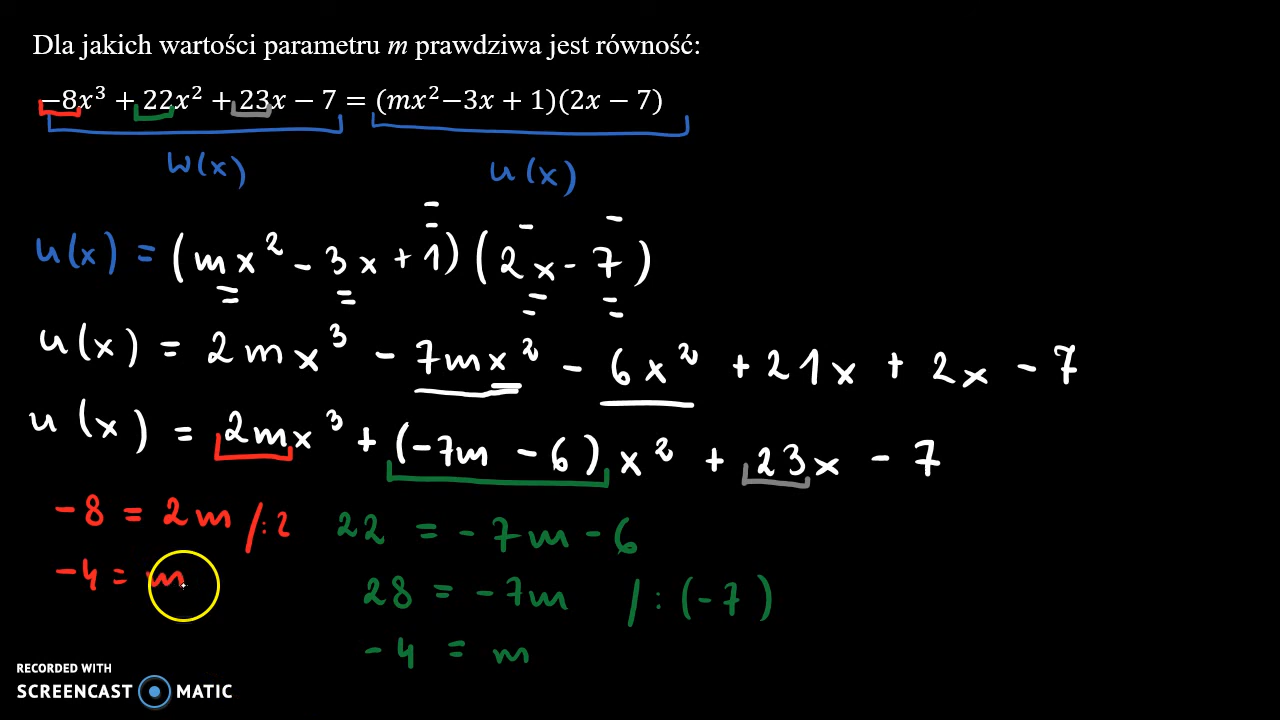 Dla jakich wartości parametru m prawdziwa jest równość:
−8x³ + 22x² + 23x − 7 = (mx²−3x + 1)(2x − 7)
W(x) u(x)
u(x) = (mx² − 3x + 1)(2x − 7)
u(x) = 2mx³ − 7mx² − 6x² + 21x + 2x − 7
u(x) = 2mx³ + (−7m − 6)x² + 23x − 7
−8 = 2m /:2 22 = −7m − 6
−4 = m 28 = −7m /:(−7)
−4 = m
RECORDED WITH
SCREENCAST MATIC